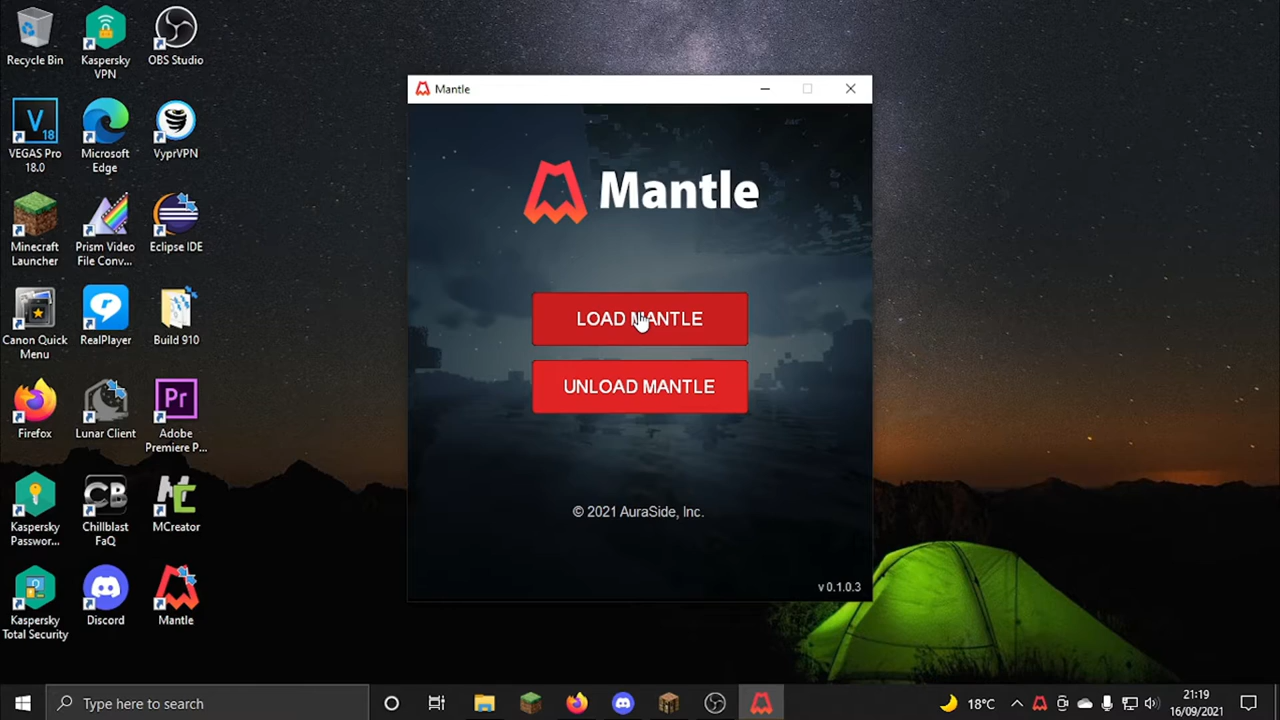 Recycle Bin
Kaspersky
VPN
OBS Studio
V
18
VEGAS Pro
18.0
Microsoft
Edge
VyprVPN
Minecraft
Launcher
Prism Video
File Conv...
Eclipse IDE
Canon Quick
Menu
RealPlayer
Build 910
Firefox
Lunar Client
Pr
Adobe
Premiere P...
Kaspersky
Passwor...
CB
Chillblast
FaQ
MCreator
Kaspersky
Total Security
Discord
Mantle
Mantle
Mantle
LOAD MANTLE
UNLOAD MANTLE
© 2021 AuraSide, Inc.
v 0.1.0.3
Type here to search
18°C
21:19
16/09/2021